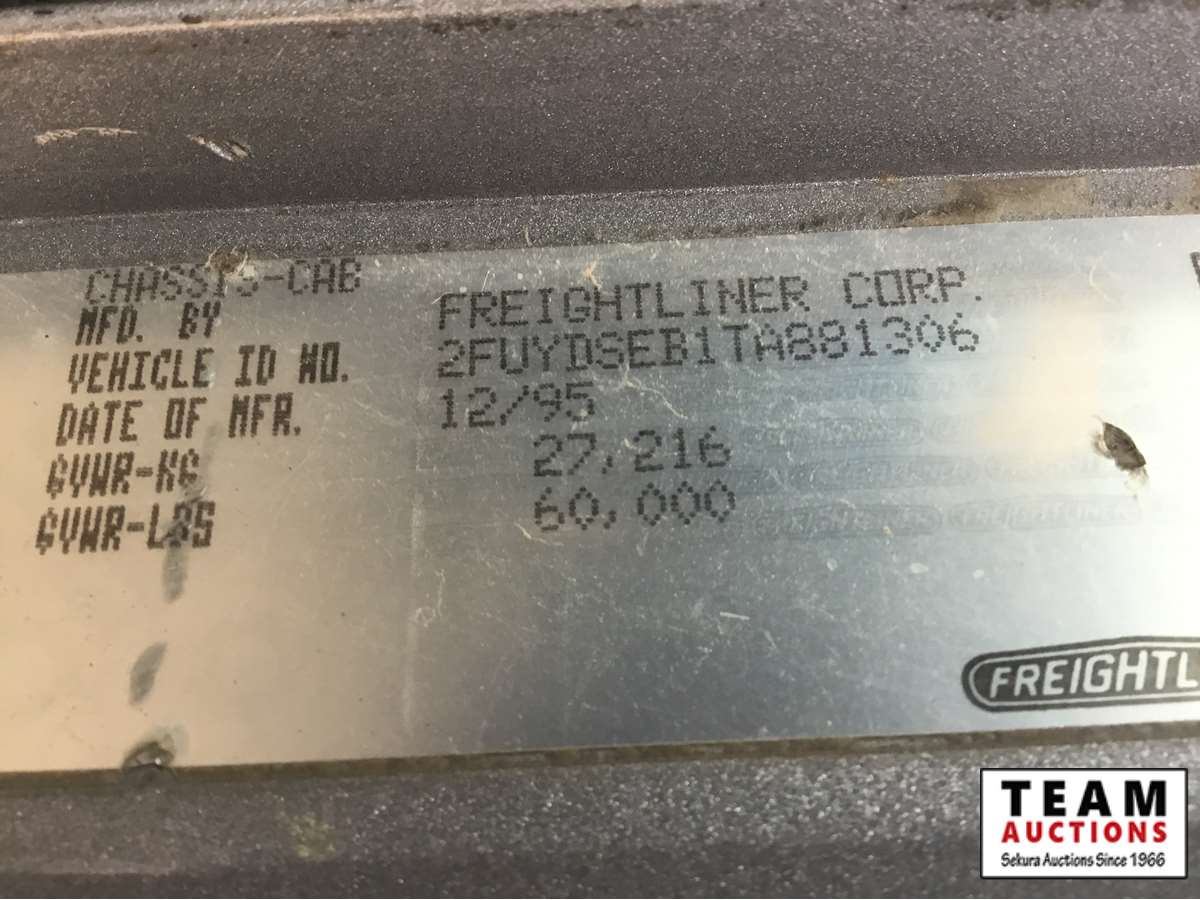 CHASSIS-CAB
MFD. BY FREIGHTLINER CORP.
VEHICLE ID NO. 2FUYDSEB1TA881306
DATE OF MFR. 12/95
GVWR-KG 27,216
GVWR-LBS 60,000
FREIGHTL
TEAM
AUCTIONS
Sekura Auctions Since 1966